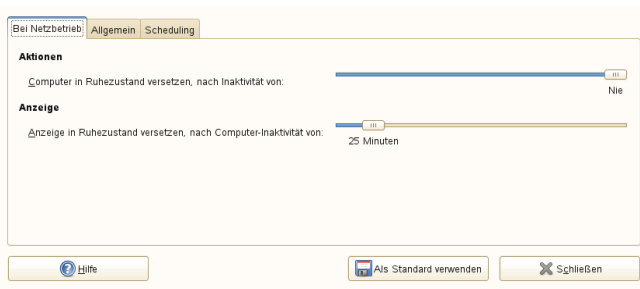 Bei Netzbetrieb Allgemein Scheduling
Aktionen
Computer in Ruhezustand versetzen, nach Inaktivität von:
Nie
Anzeige
Anzeige in Ruhezustand versetzen, nach Computer-Inaktivität von:
25 Minuten
Hilfe Als Standard verwenden Schließen